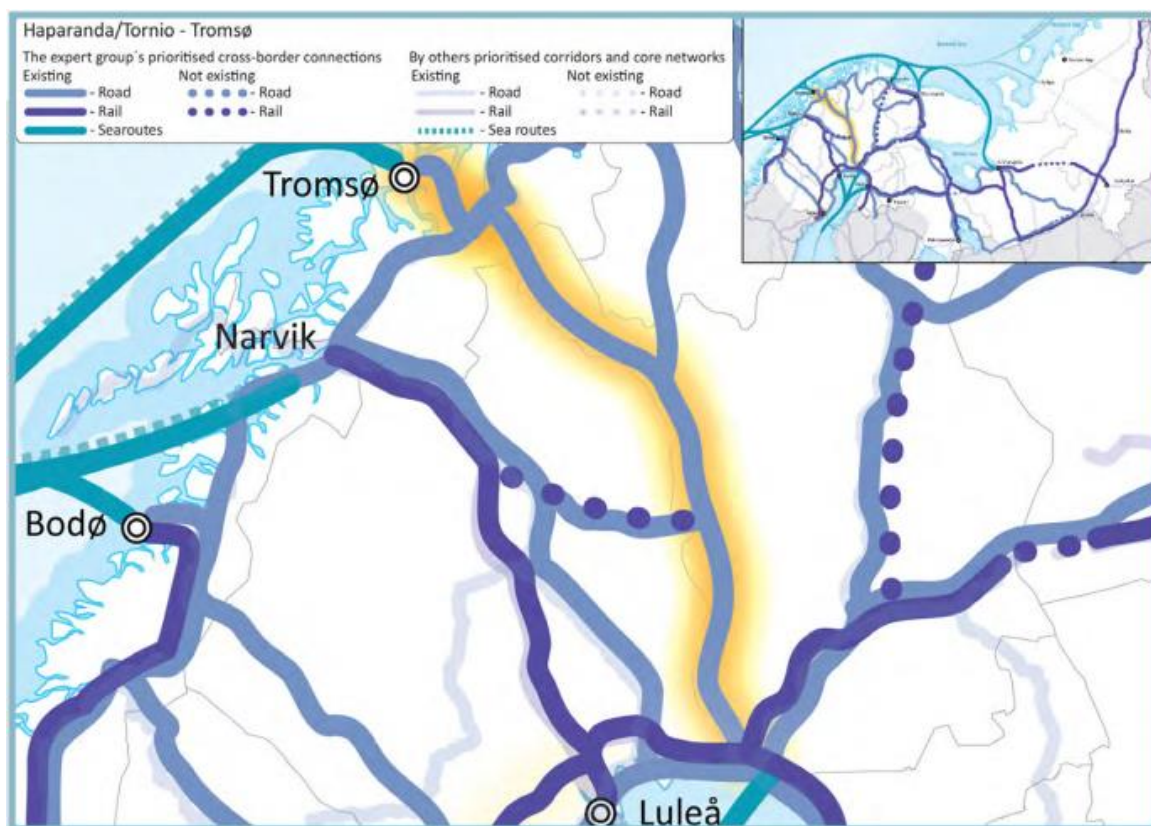 Haparanda/Tornio - Tromsø
The expert group´s prioritised cross-border connections
Existing
Not existing
- Road
- Road
- Rail
- Rail
- Searoutes
By others prioritised corridors and core networks
Existing
Not existing
- Road
- Road
- Rail
- Rail
- Sea routes
Tromsø
Narvik
Bodø
Luleå